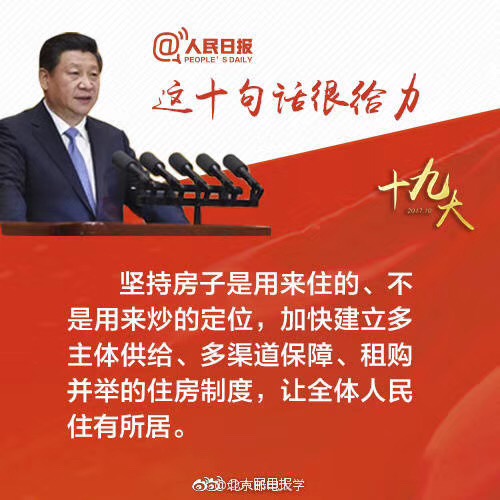 @人民日报
PEOPLE'S DAILY
这十句话很给力
十九大
2017.10
坚持房子是用来住的、不
是用来炒的定位，加快建立多
主体供给、多渠道保障、租购
并举的住房制度，让全体人民
住有所居。